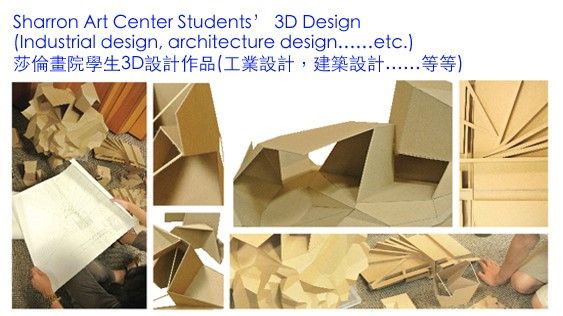 Sharron Art Center Students’ 3D Design
(Industrial design, architecture design……etc.)
莎倫畫院學生3D設計作品(工業設計，建築設計……等等)